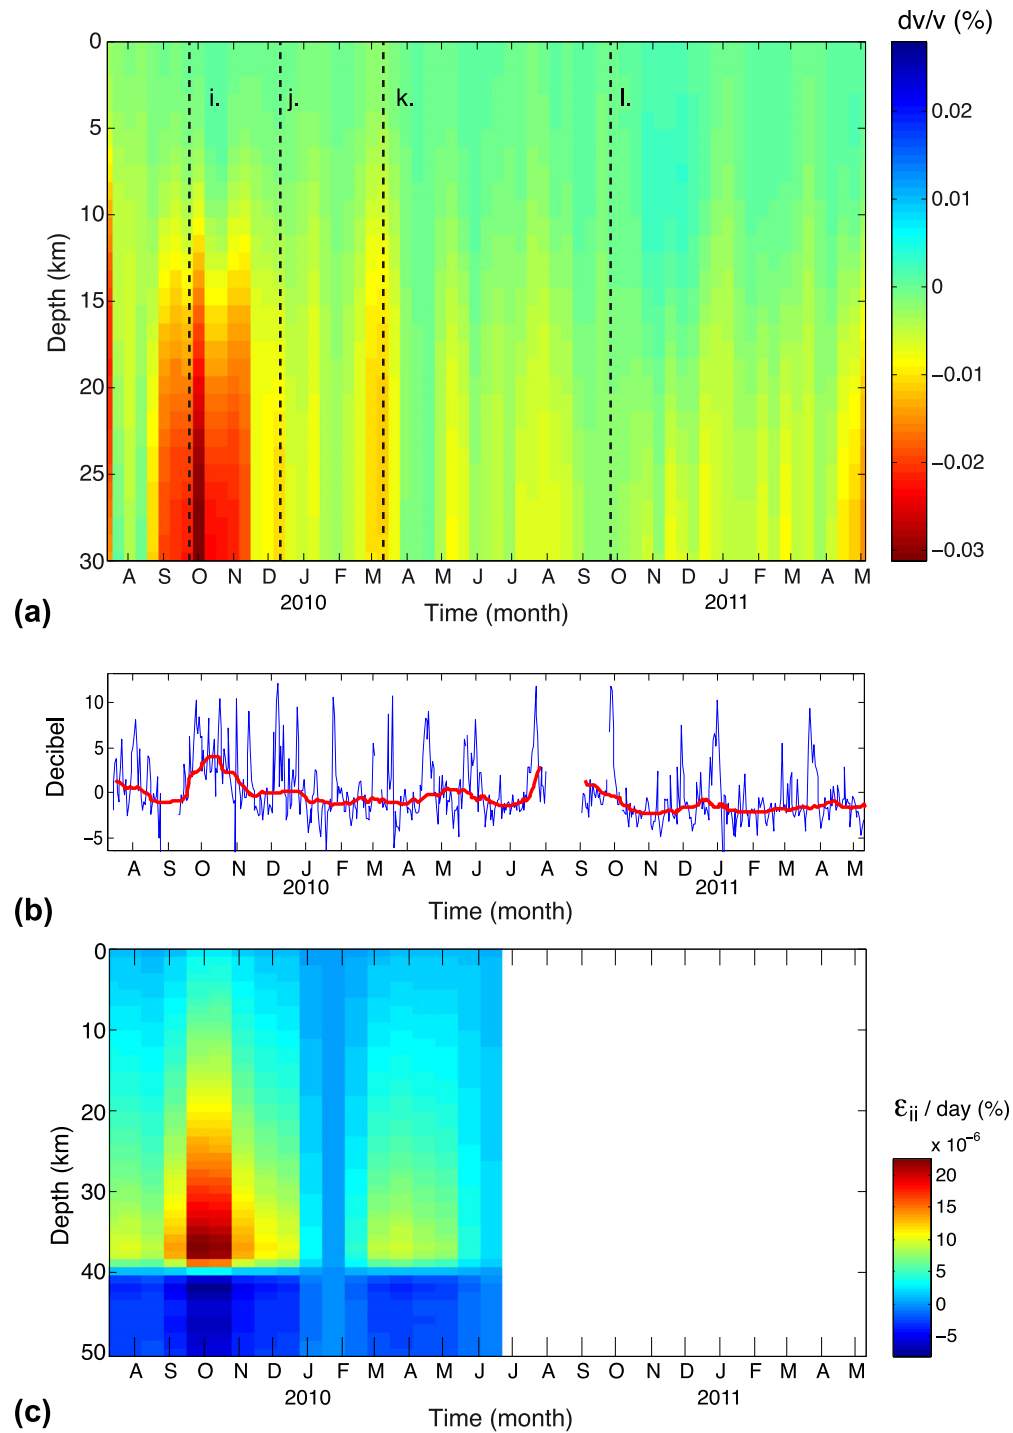 dv/v (%)
0
5
10
15
20
25
30
Depth (km)
i.
j.
k.
l.
0.02
0.01
0
−0.01
−0.02
−0.03
A S O N D J F M A M J J A S O N D J F M A M
2010 2011
(a)
Time (month)
10
5
0
−5
Decibel
A S O N D J F M A M J J A S O N D J F M A M
2010 2011
(b)
Time (month)
0
10
20
30
40
50
Depth (km)
εii / day (%)
x 10⁻⁶
20
15
10
5
0
−5
A S O N D J F M A M J J A S O N D J F M A M
2010 2011
(c)
Time (month)